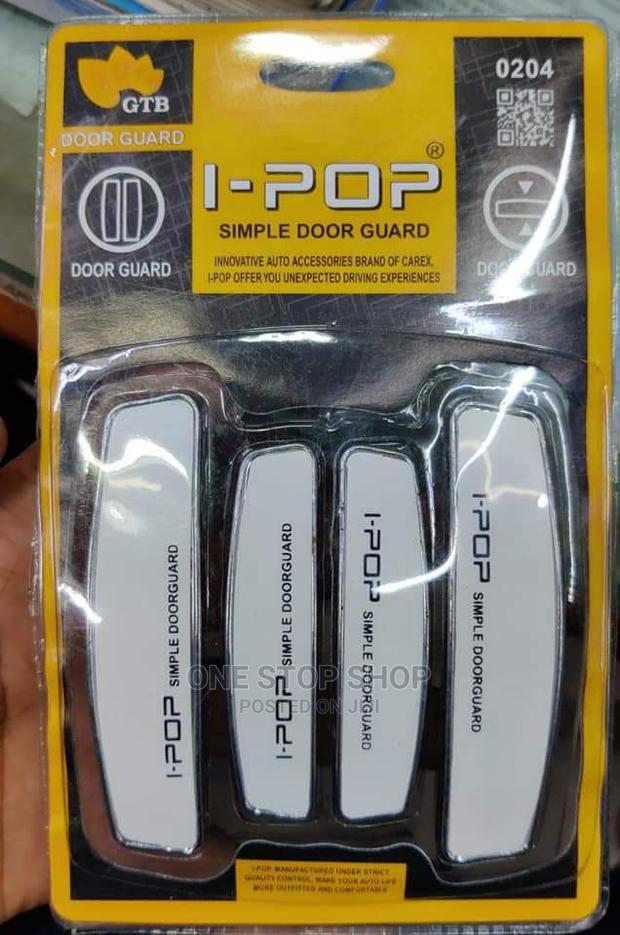 GTB
DOOR GUARD
0204
I-POP®
SIMPLE DOOR GUARD
INNOVATIVE AUTO ACCESSORIES BRAND OF CAREX,
I-POP OFFER YOU UNEXPECTED DRIVING EXPERIENCES
DOOR GUARD
DOOR GUARD
I-POP SIMPLE DOORGUARD
I-POP SIMPLE DOORGUARD
I-POP SIMPLE DOORGUARD
I-POP SIMPLE DOORGUARD
ONE STOP SHOP
POSTED ON JIJI
I-POP MANUFACTURED UNDER STRICT
QUALITY CONTROL, MAKE YOUR AUTO LIFE
MORE OUTFITTED AND COMFORTABLE